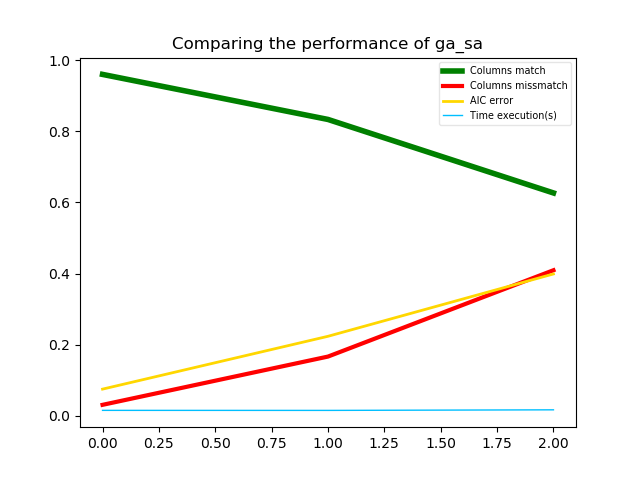 Comparing the performance of ga_sa
1.0
0.8
0.6
0.4
0.2
0.0
Columns match
Columns missmatch
AIC error
Time execution(s)
0.00 0.25 0.50 0.75 1.00 1.25 1.50 1.75 2.00